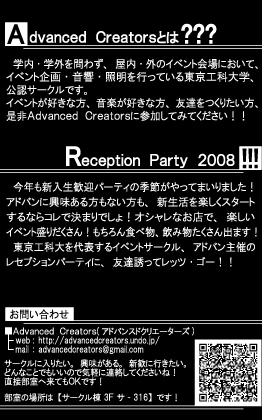 Advanced Creatorsとは???
学内・学外を問わず、屋内・外のイベント会場において、
イベント企画・音響・照明を行っている東京工科大学、
公認サークルです。
イベントが好きな方、音楽が好きな方、友達をつくりたい方、
是非Advanced Creatorsに参加してみてください！！
Reception Party 2008 !!!
今年も新入生歓迎パーティの季節がやってまいりました！
アドバンに興味ある方もない方も、新生活を楽しくスタート
するならコレで決まりでしょ！オシャレなお店で、楽しい
イベント盛りだくさん！もちろん食べ物、飲み物たくさん出ます！
東京工科大を代表するイベントサークル、アドバン主催の
レセプションパーティに、友達誘ってレッツ・ゴー！！
お問い合わせ
■Advanced Creators(アドバンスドクリエーターズ)
web : http://advancedcreators.undo.jp/
mail : advancedcreators@gmail.com
サークルに入りたい。興味がある。新歓に行きたい。
どんなことでもいいので気軽に連絡してくださいね！
直接部室へ来てもOKです！
部室の場所は【サークル棟 3F サ-316】です！